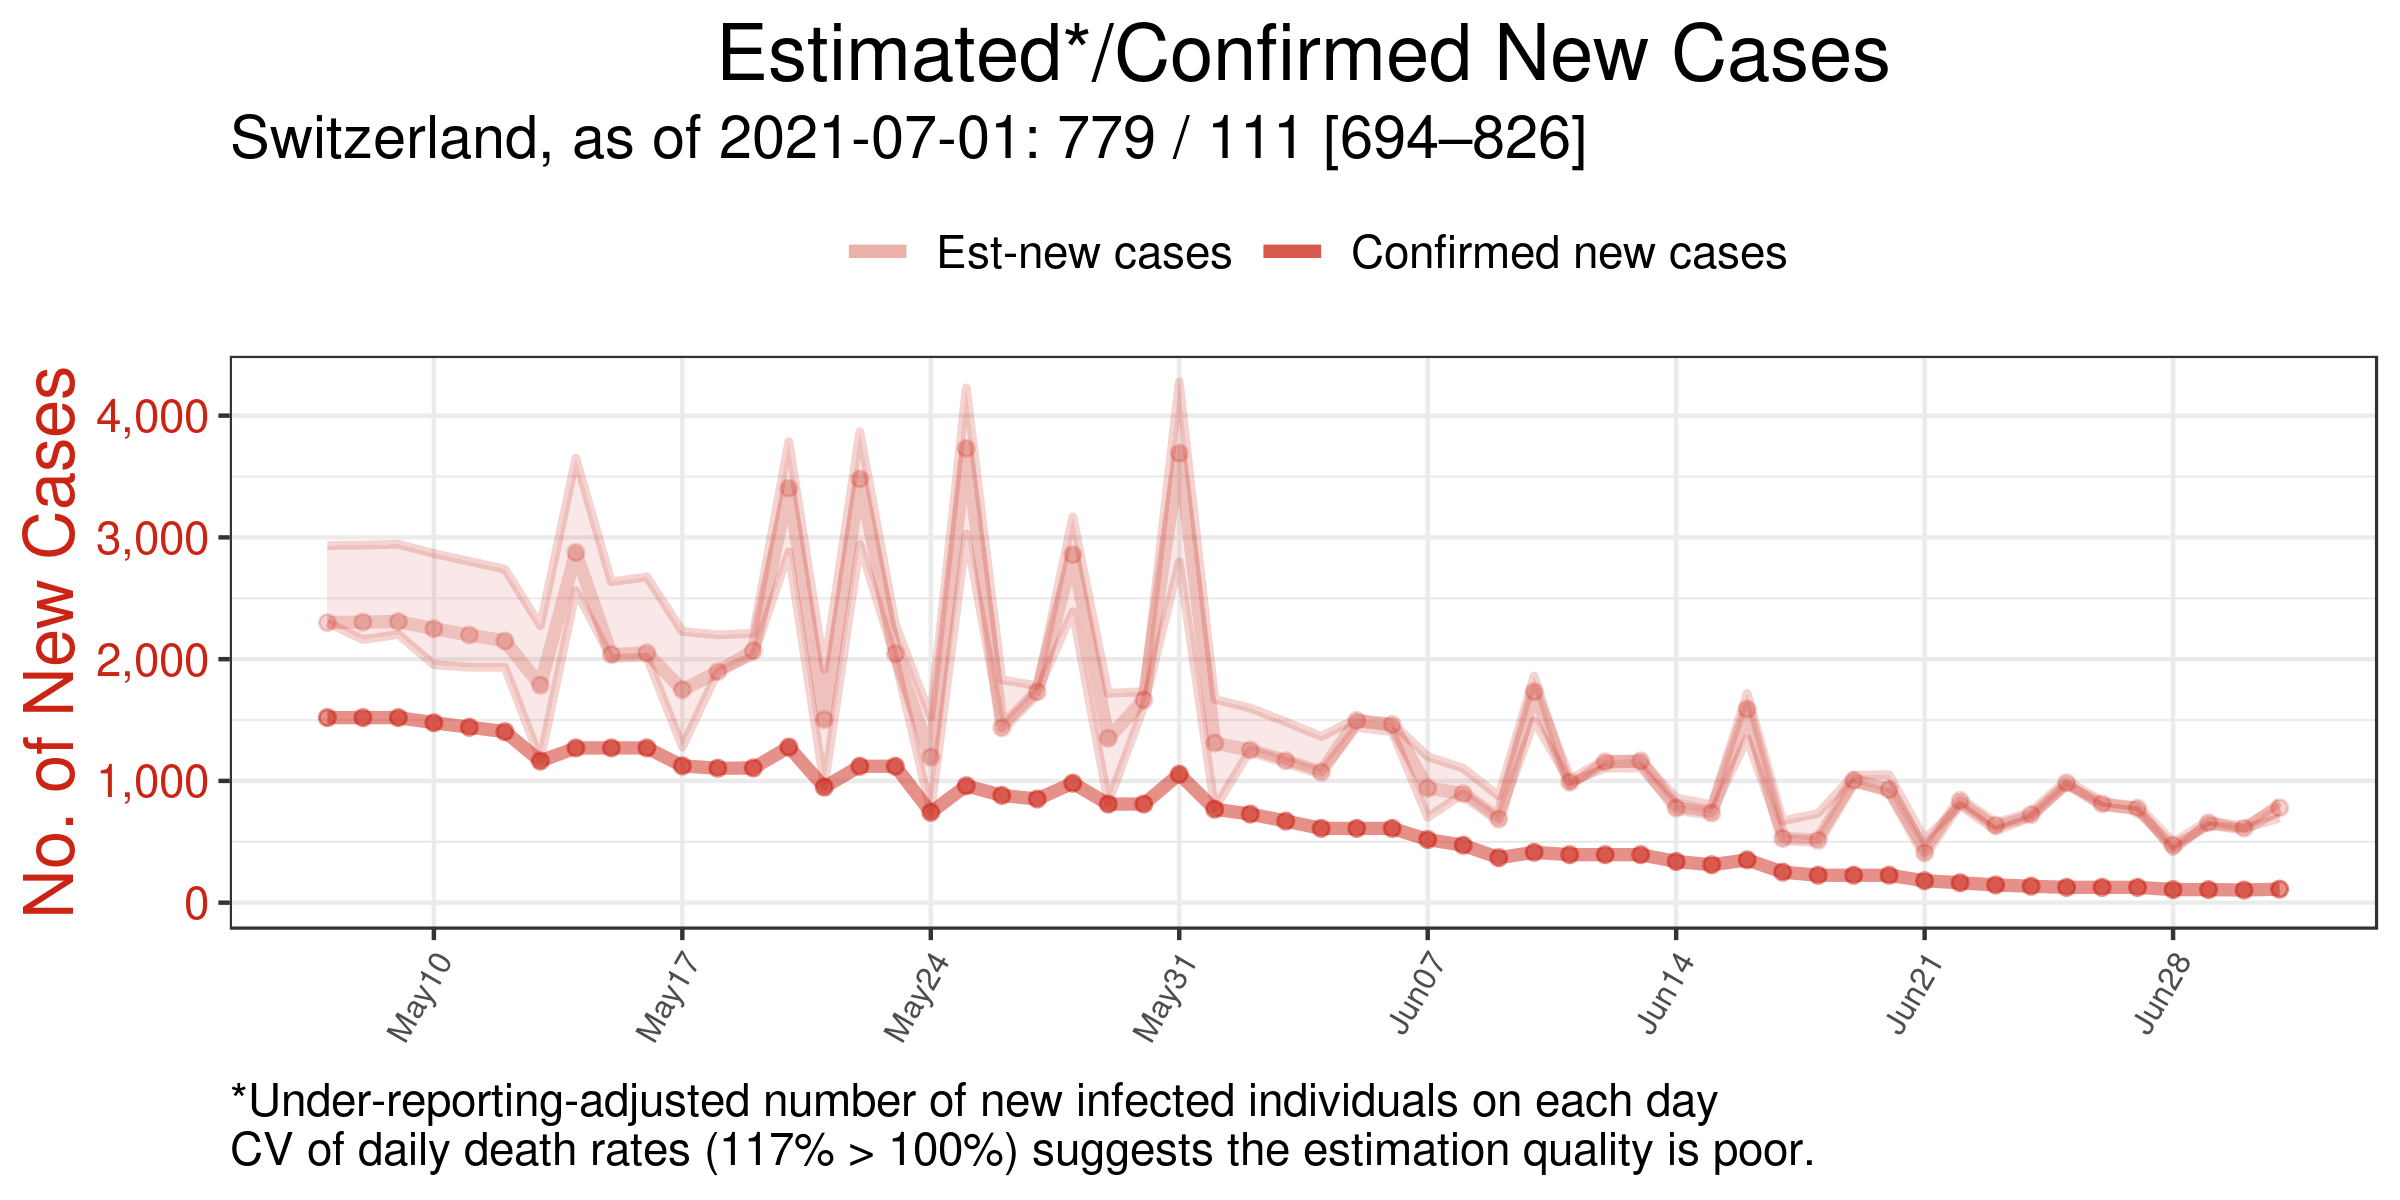 Estimated*/Confirmed New Cases
Switzerland, as of 2021-07-01: 779 / 111 [694–826]
Est-new cases Confirmed new cases
No. of New Cases
4,000
3,000
2,000
1,000
0
May10 May17 May24 May31 Jun07 Jun14 Jun21 Jun28
*Under-reporting-adjusted number of new infected individuals on each day
CV of daily death rates (117% > 100%) suggests the estimation quality is poor.